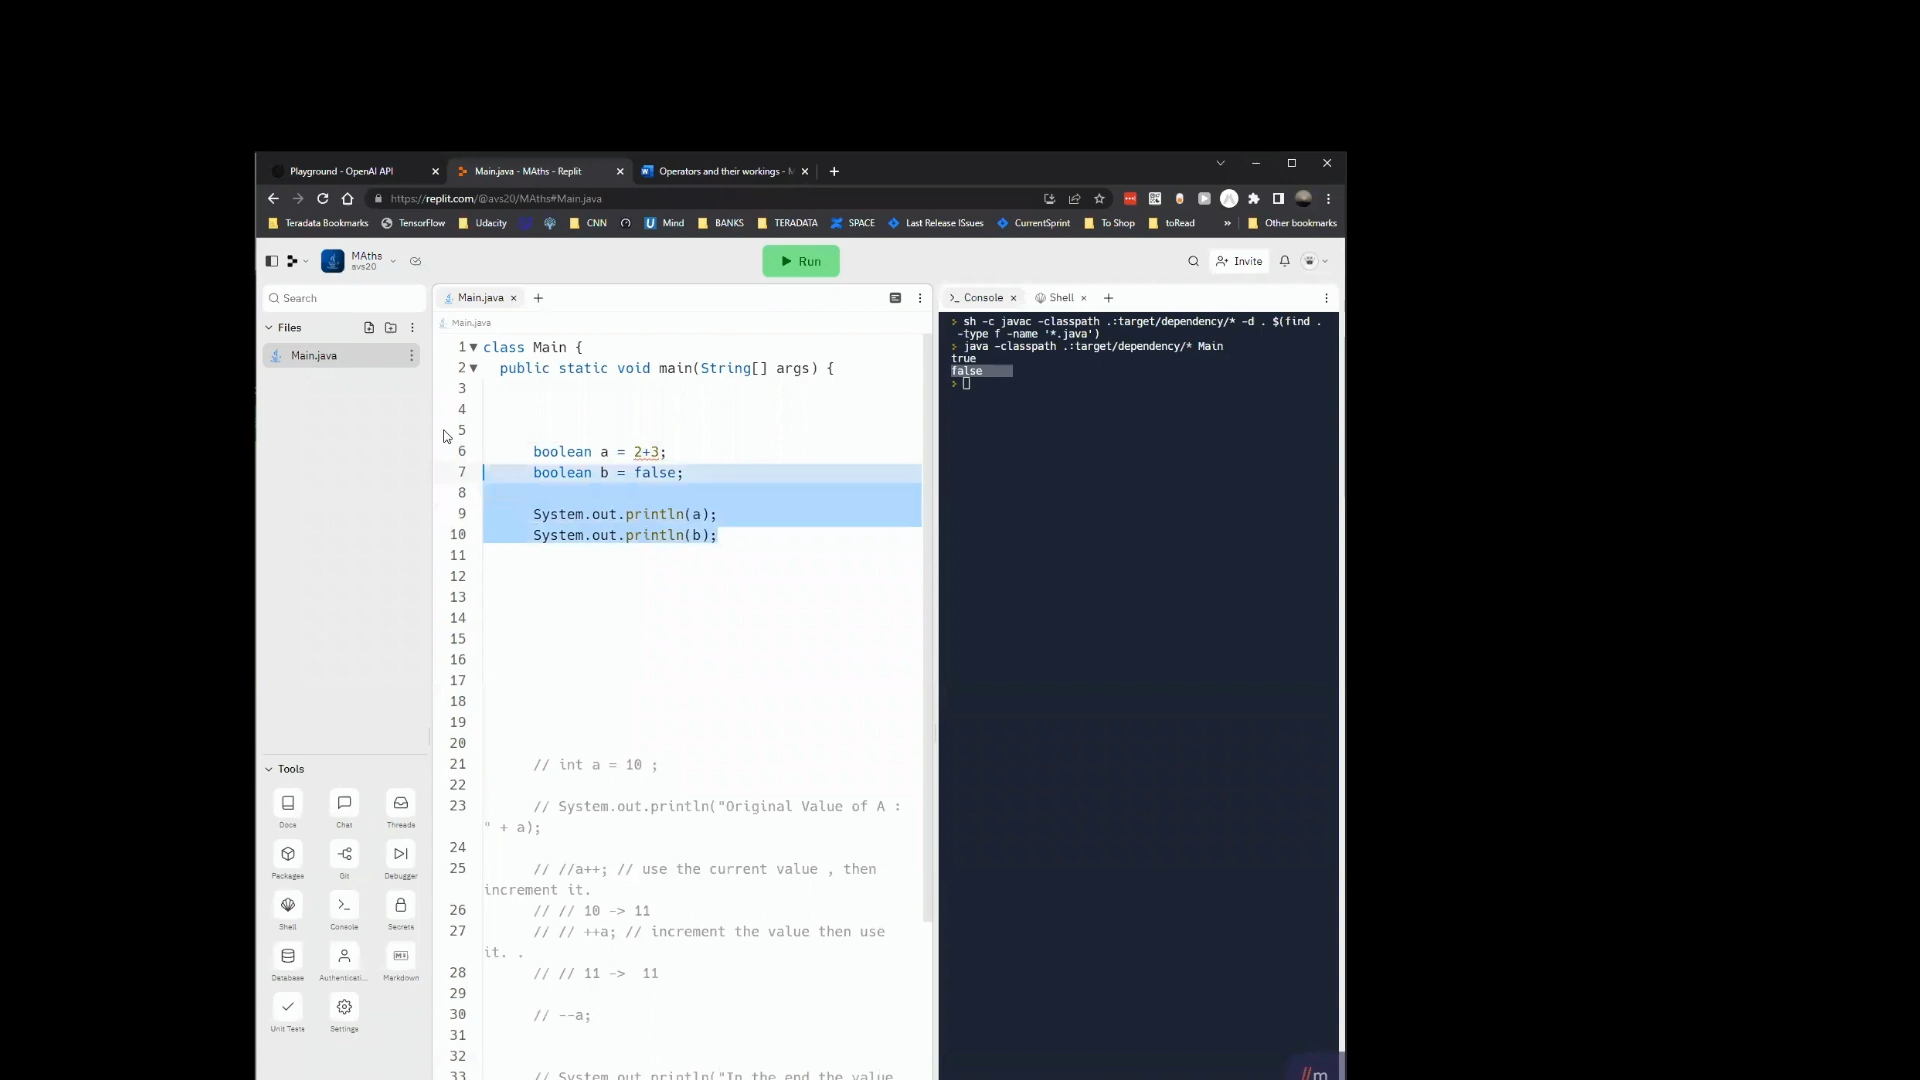 Playground - OpenAI API
Main.java - MAths - Replit
Operators and their workings - M
https://replit.com/@avs20/MAths#Main.java
Teradata Bookmarks
TensorFlow
Udacity
CNN
Mind
BANKS
TERADATA
SPACE
Last Release ISsues
CurrentSprint
To Shop
toRead
»
Other bookmarks
MAths
avs20
Run
Invite
Search
Files
Main.java
Main.java
Main.java
1 class Main {
2 public static void main(String[] args) {
3
4
5
6 boolean a = 2+3;
7 boolean b = false;
8
9 System.out.println(a);
10 System.out.println(b);
11
12
13
14
15
16
17
18
19
20
21 // int a = 10 ;
22
23 // System.out.println("Original Value of A :
" + a);
24
25 // //a++; // use the current value , then
increment it.
26 // // 10 -> 11
27 // // ++a; // increment the value then use
it. .
28 // // 11 -> 11
29
30 // --a;
31
32
33 // System.out.println("In the end the value
Console
Shell
> sh -c javac -classpath .:target/dependency/* -d . $(find .
-type f -name '*.java')
> java -classpath .:target/dependency/* Main
true
false
>
Tools
Docs
Chat
Threads
Packages
Git
Debugger
Shell
Console
Secrets
Database
Authenticati...
Markdown
Unit Tests
Settings
//m